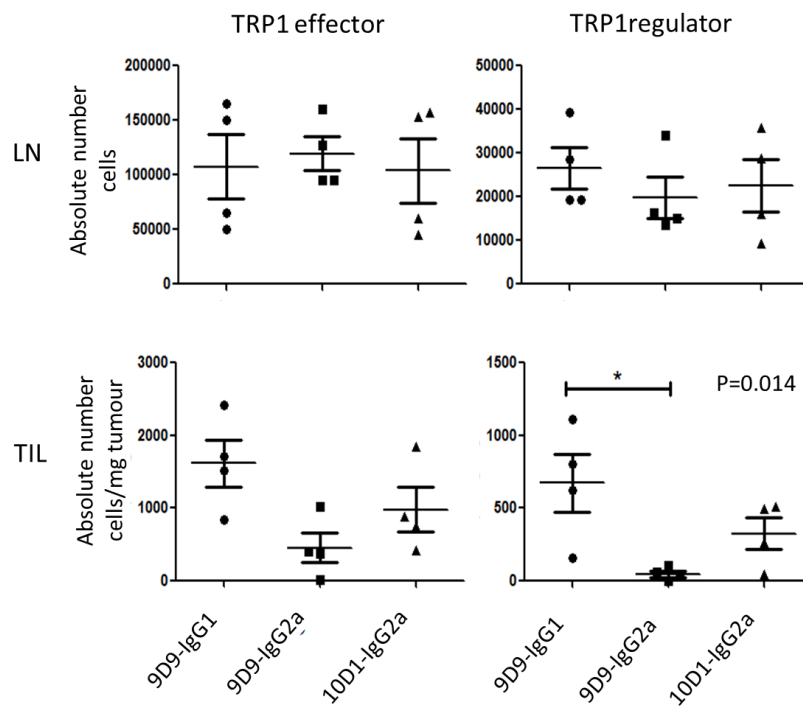 TRP1 effector
TRP1regulator
LN
Absolute number
cells
200000
150000
100000
50000
0
50000
40000
30000
20000
10000
0
TIL
Absolute number
cells/mg tumour
3000
2000
1000
0
1500
1000
500
0
*
P=0.014
9D9-IgG1
9D9-IgG2a
10D1-IgG2a
9D9-IgG1
9D9-IgG2a
10D1-IgG2a